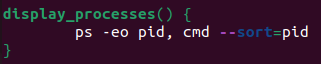 display_processes() {
        ps -eo pid, cmd --sort=pid
}